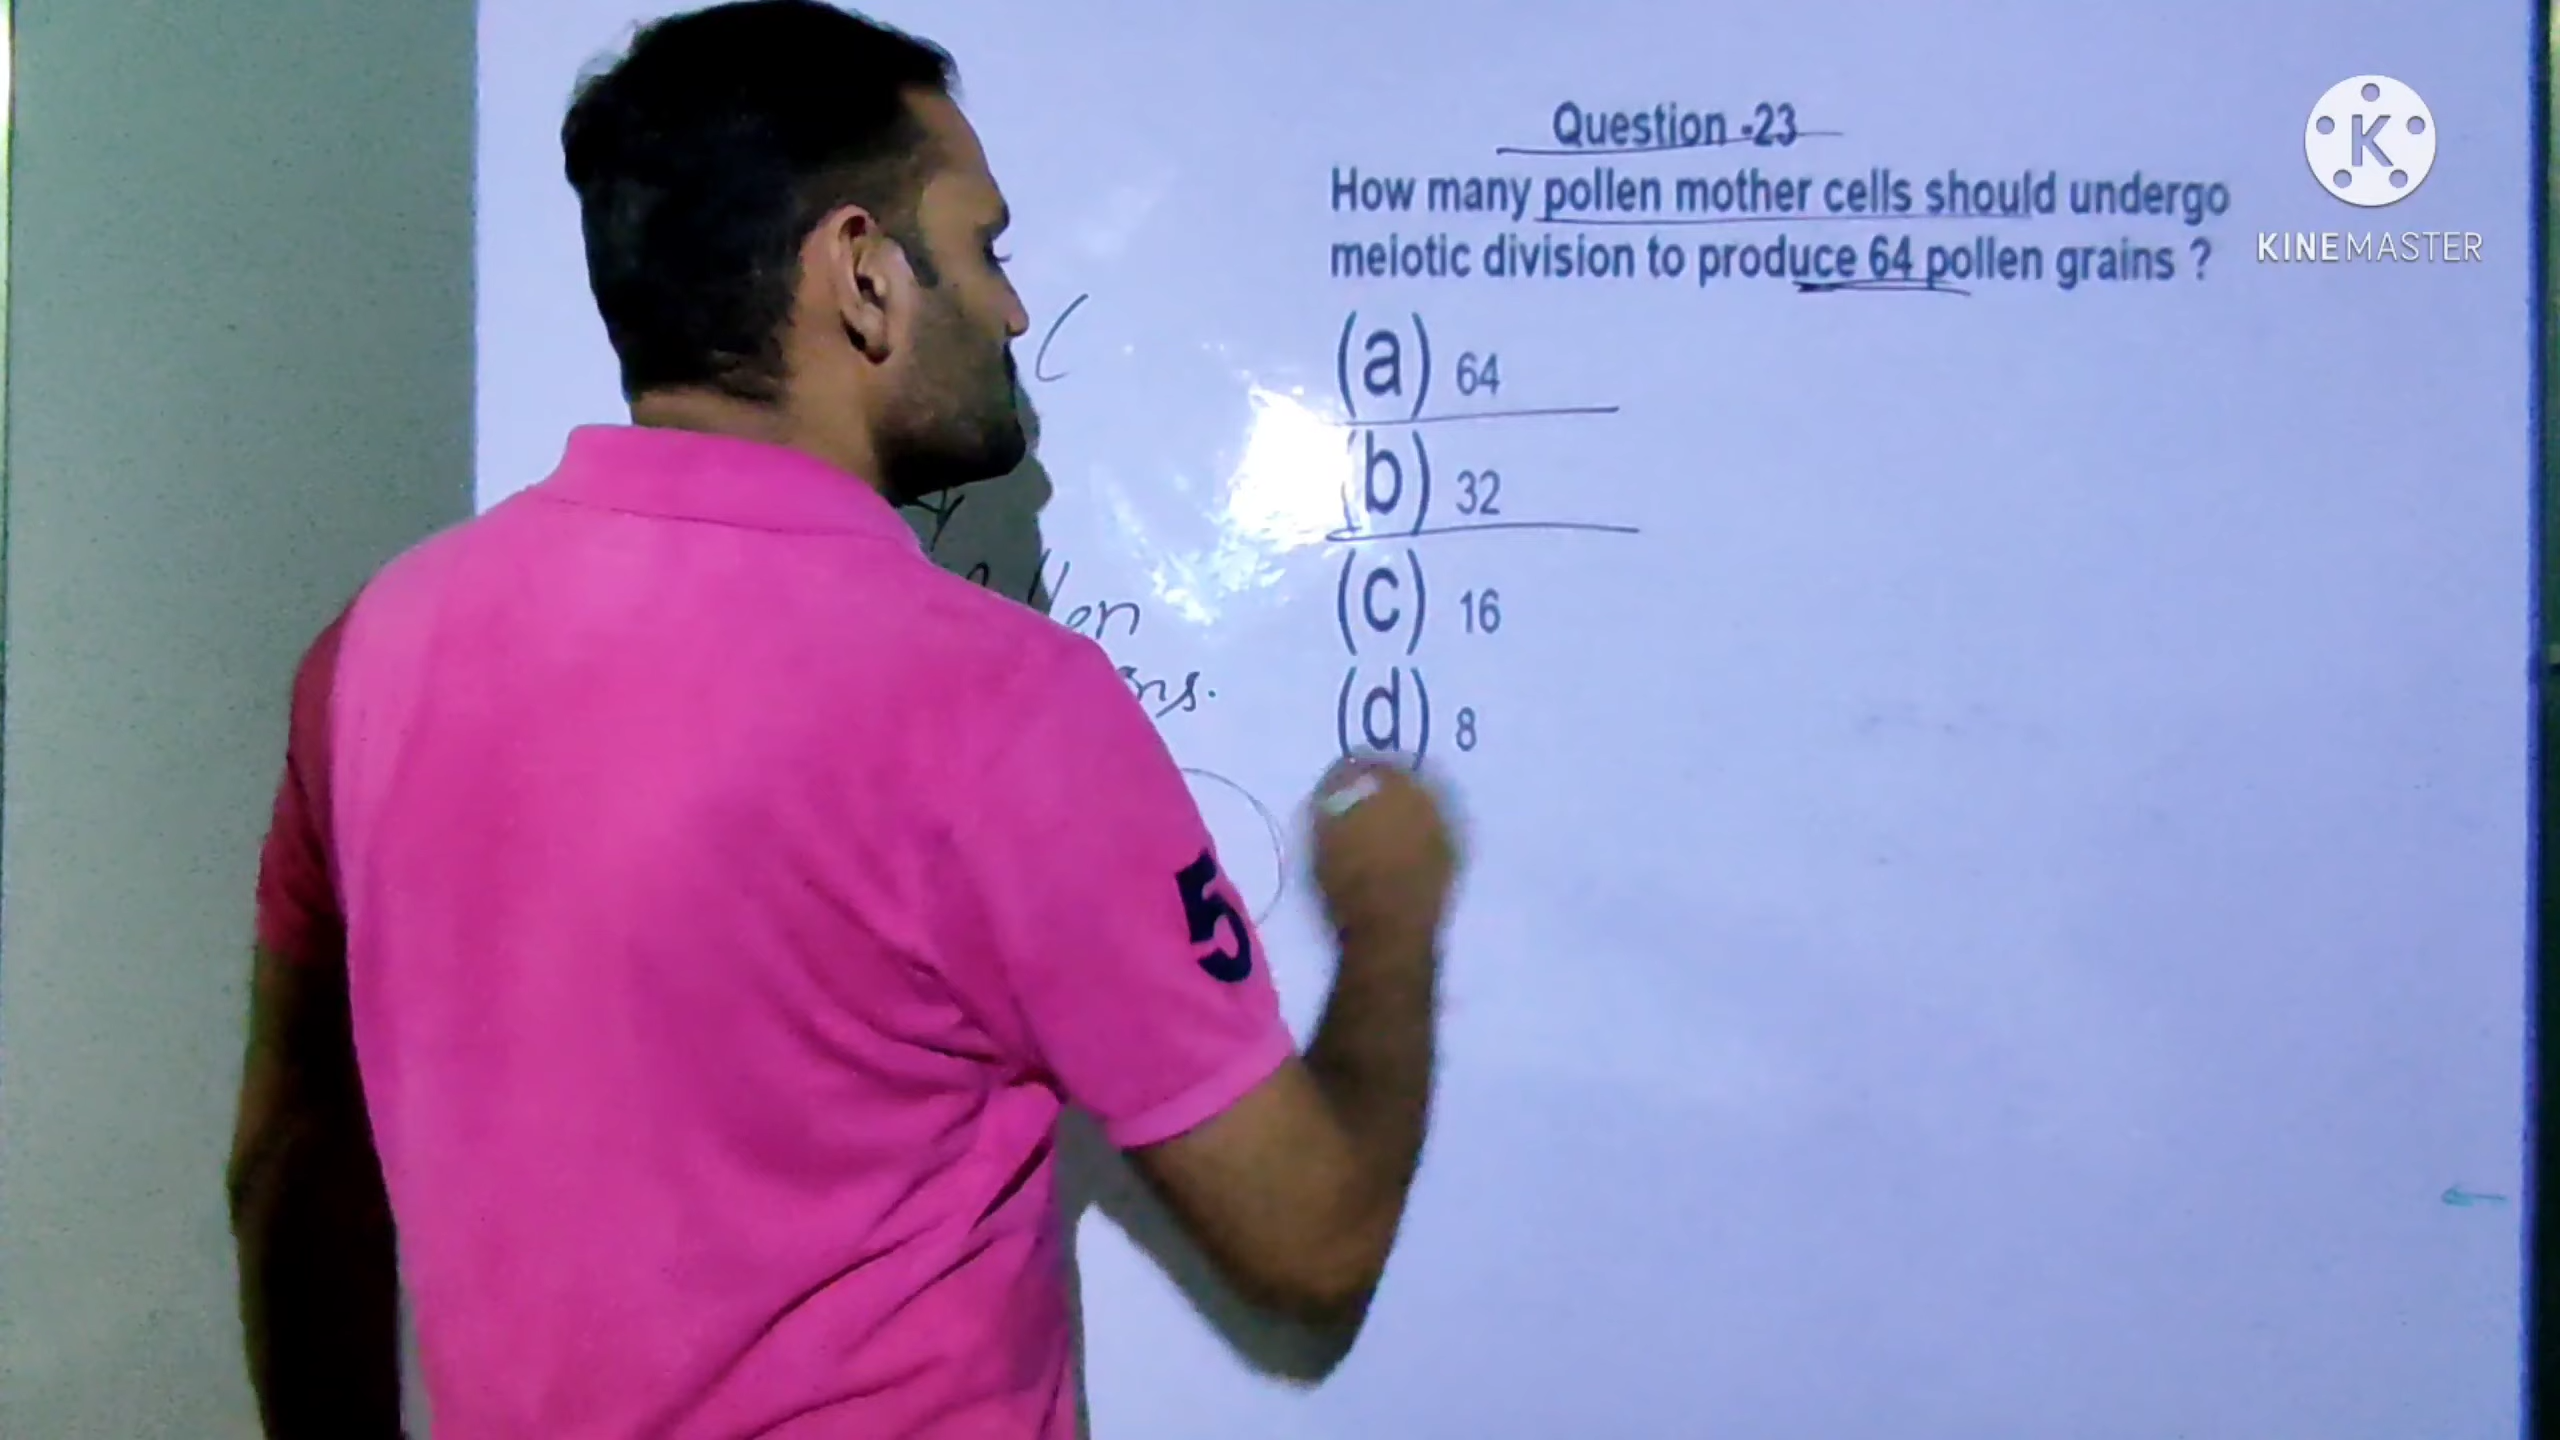 Question -23
How many pollen mother cells should undergo
meiotic division to produce 64 pollen grains ?
(a) 64
(b) 32
(c) 16
(d) 8
5
K
KINEMASTER